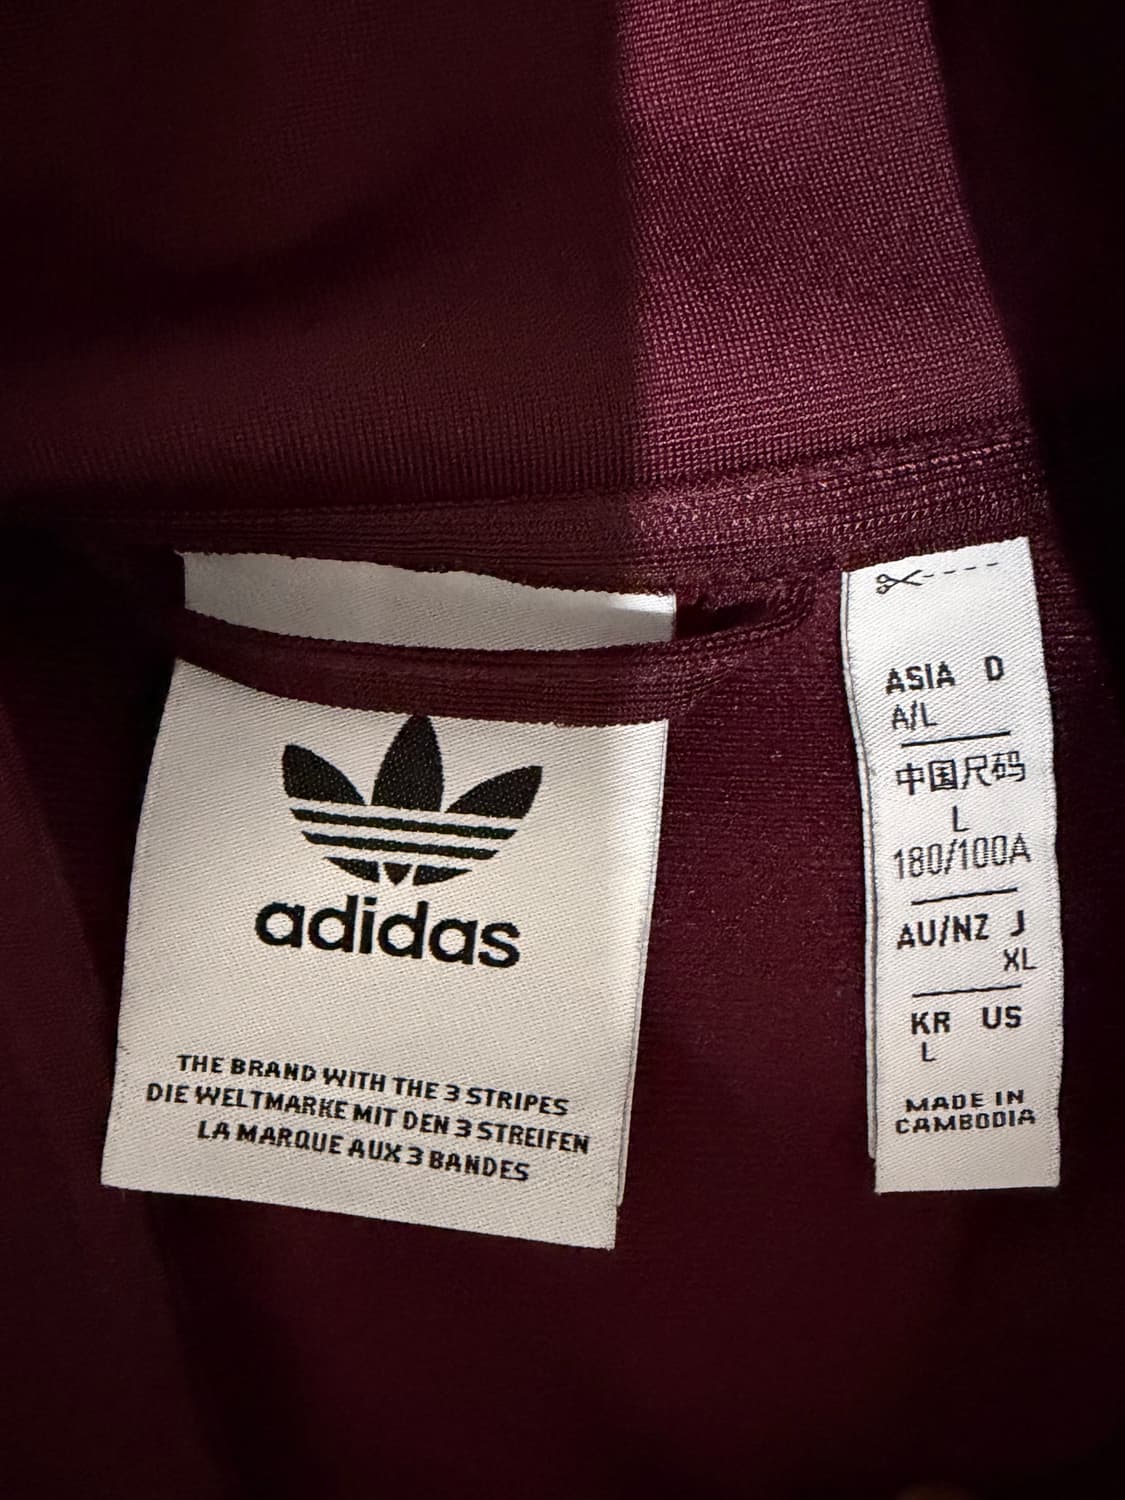 adidas
THE BRAND WITH THE 3 STRIPES
DIE WELTMARKE MIT DEN 3 STREIFEN
LA MARQUE AUX 3 BANDES
ASIA D
A/L
中国尺码
L
180/100A
AU/NZ J
XL
KR US
L
MADE IN
CAMBODIA